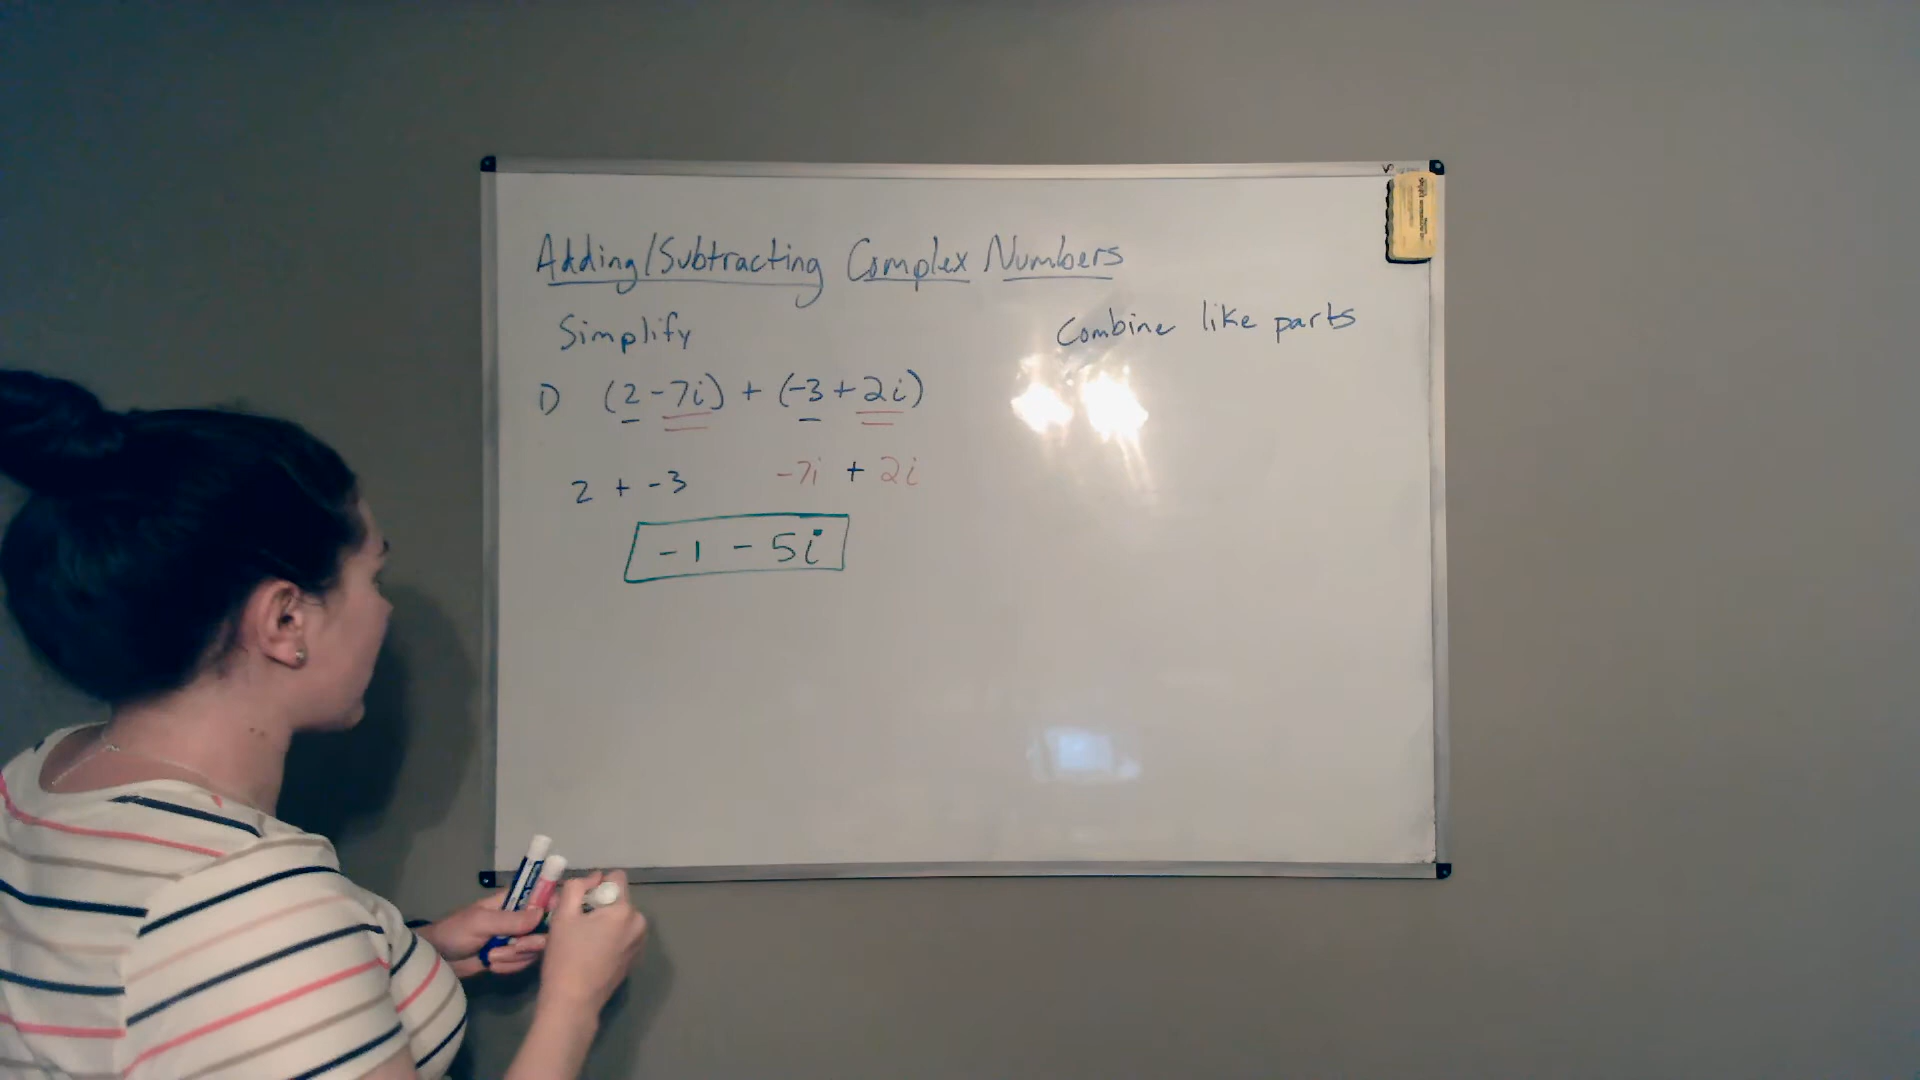 Adding/Subtracting Complex Numbers
Simplify
Combine like parts
1) (2 - 7i) + (-3 + 2i)
2 + -3 -7i + 2i
-1 - 5i